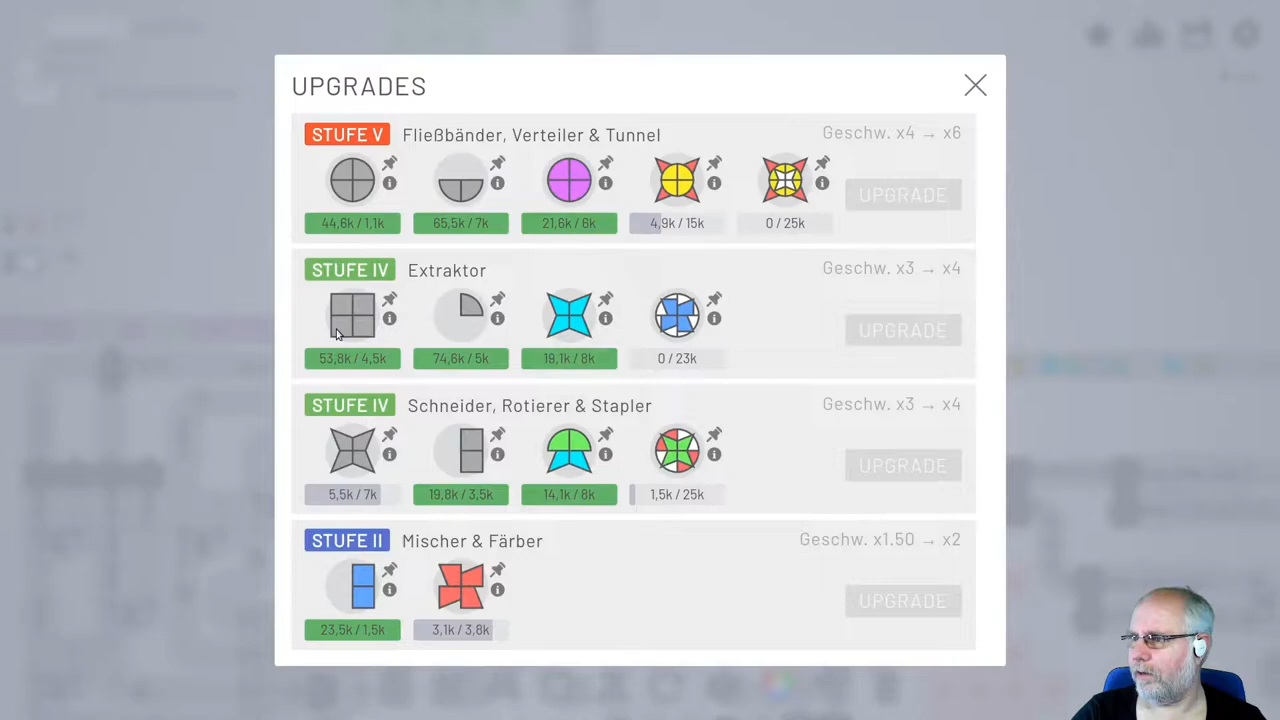 UPGRADES
STUFE V Fließbänder, Verteiler & Tunnel Geschw. x4 → x6
44,6k / 1,1k 65,5k / 7k 21,6k / 6k 4,9k / 15k 0 / 25k UPGRADE
STUFE IV Extraktor Geschw. x3 → x4
53,8k / 4,5k 74,6k / 5k 19,1k / 8k 0 / 23k UPGRADE
STUFE IV Schneider, Rotierer & Stapler Geschw. x3 → x4
5,5k / 7k 19,8k / 3,5k 14,1k / 8k 1,5k / 25k UPGRADE
STUFE II Mischer & Färber Geschw. x1.50 → x2
23,5k / 1,5k 3,1k / 3,8k UPGRADE